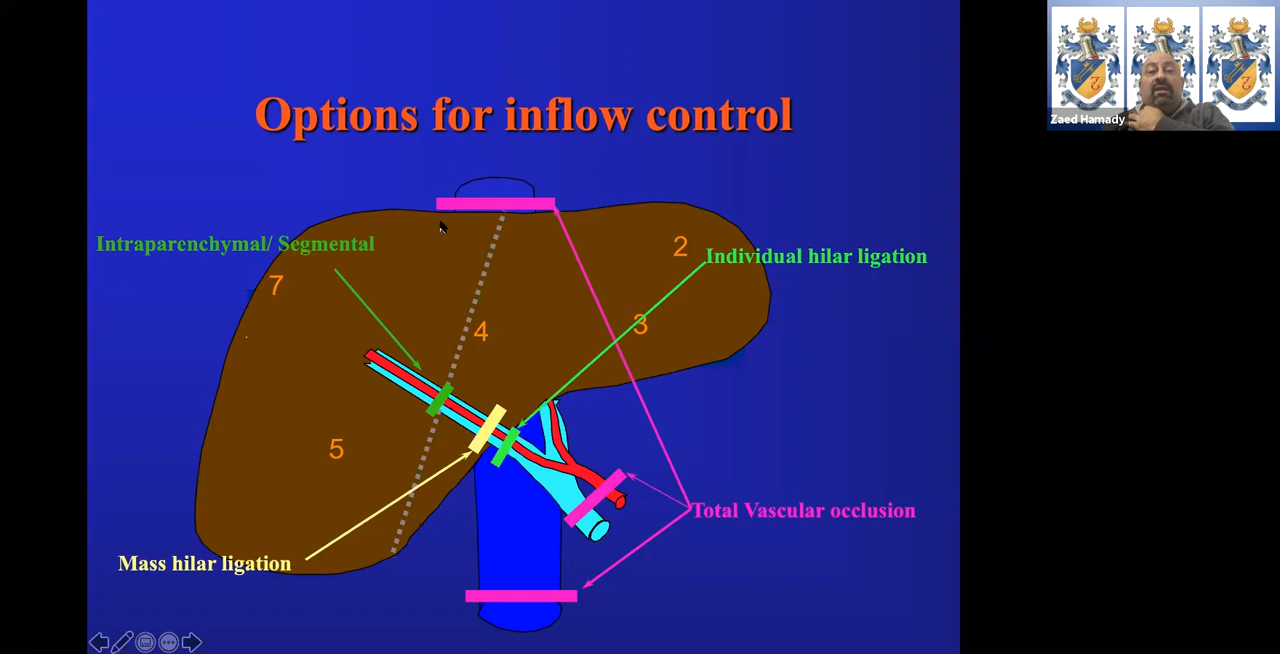 Options for inflow control
Zaed Hamady
Intraparenchymal/ Segmental
2
Individual hilar ligation
7
4
3
5
Total Vascular occlusion
Mass hilar ligation